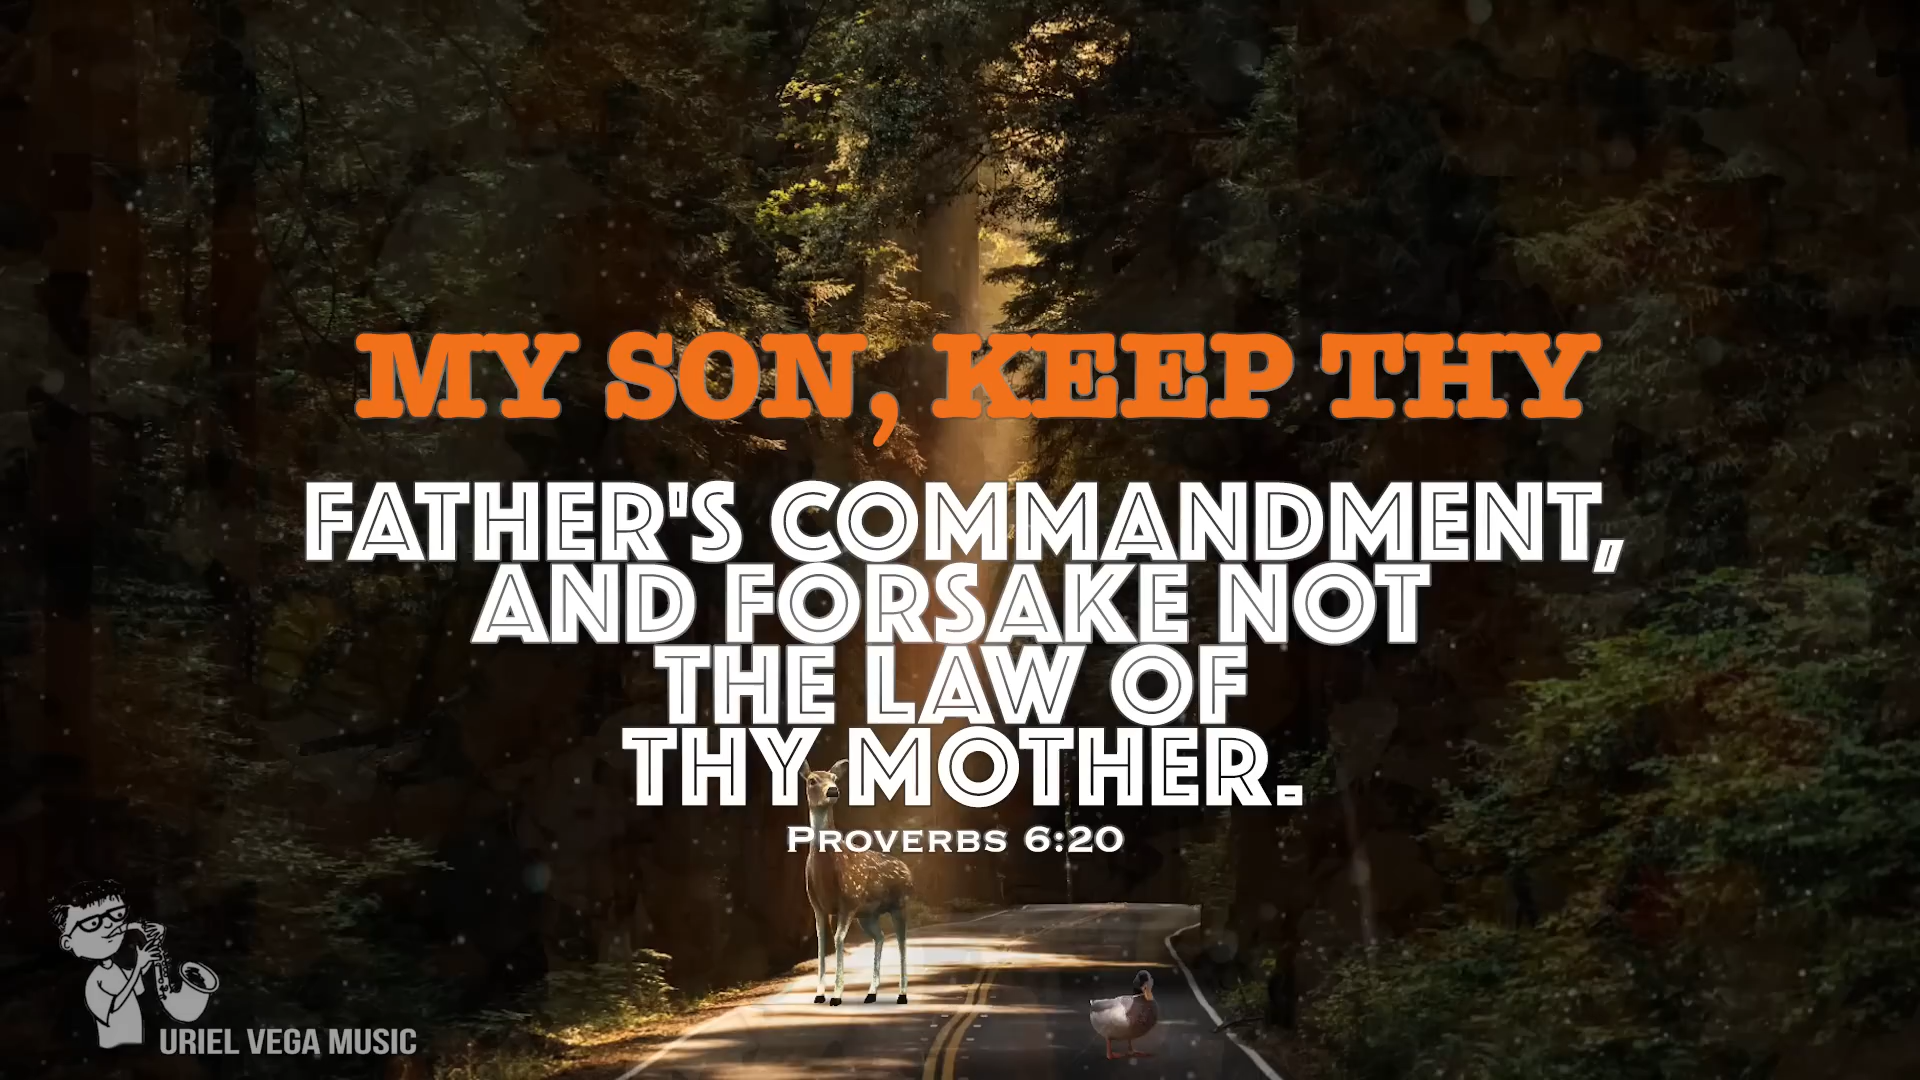 MY SON, KEEP THY
FATHER'S COMMANDMENT,
AND FORSAKE NOT
THE LAW OF
THY MOTHER.
PROVERBS 6:20
URIEL VEGA MUSIC